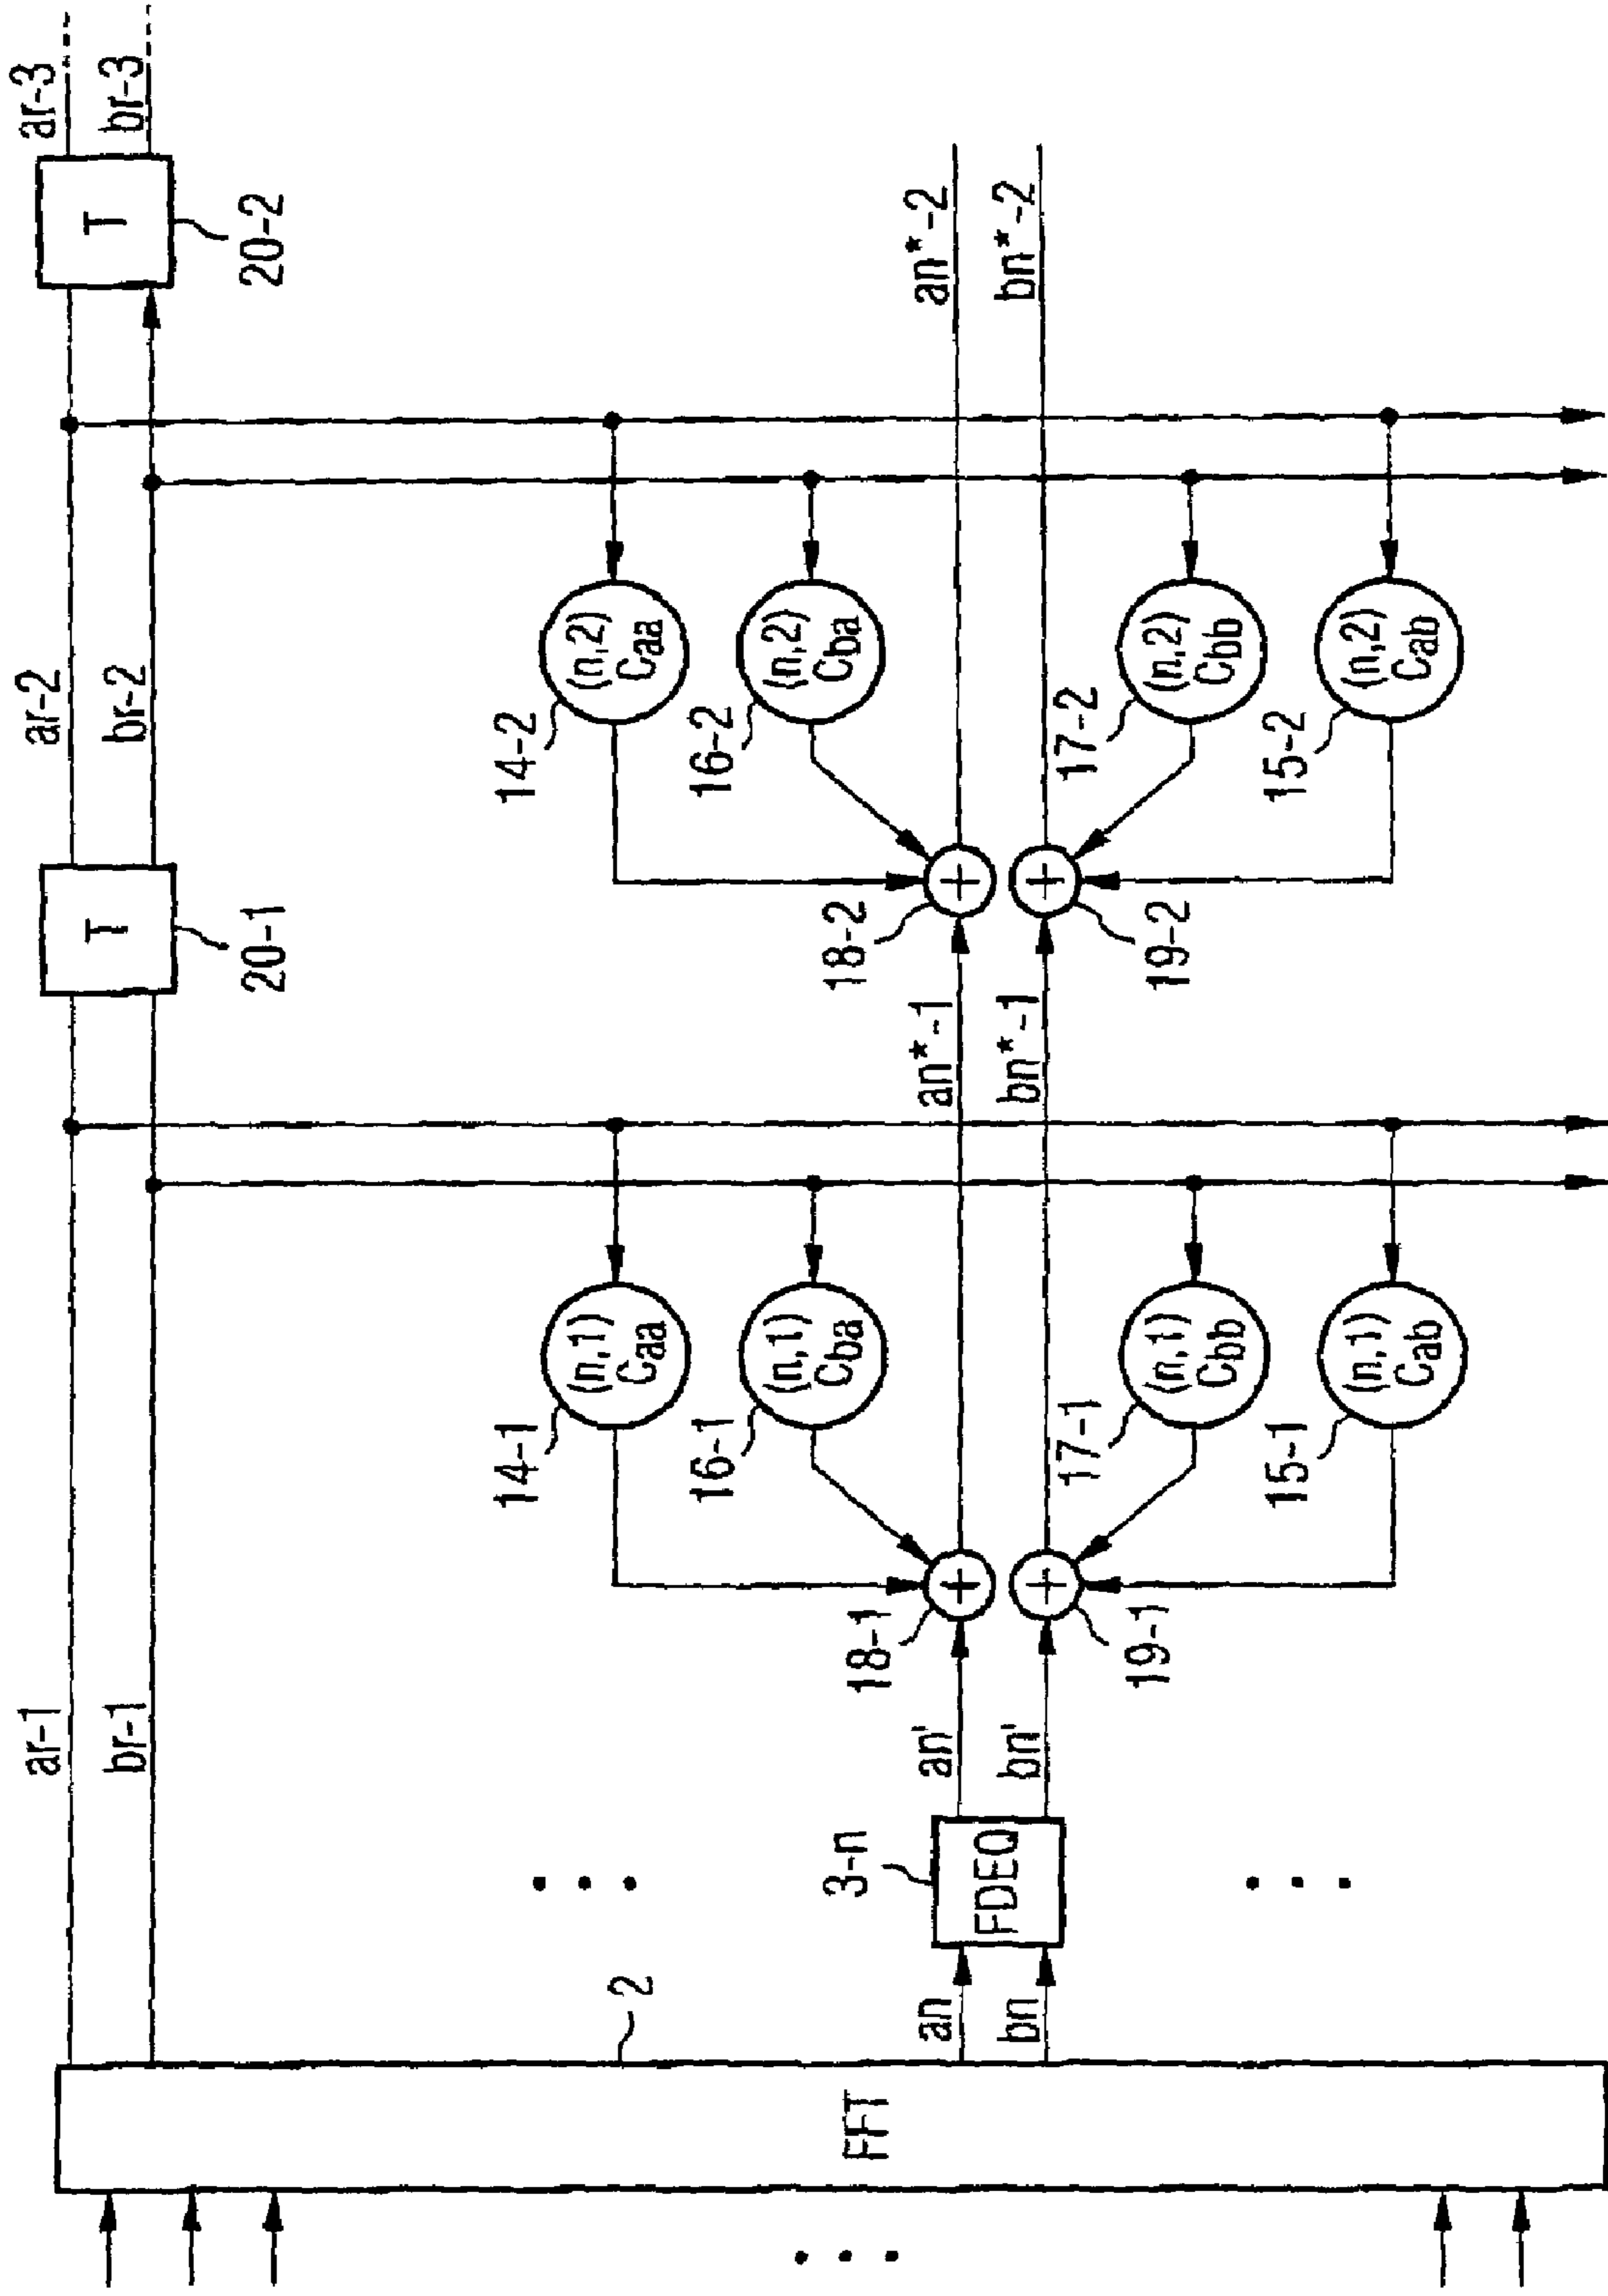 ar-1
ar-2
ar-3
br-1
br-2
br-3
T
T
20-1
20-2
14-1
(n,1)
Caa
14-2
(n,2)
Caa
16-1
(n,1)
Cba
16-2
(n,2)
Cba
2
FFT
3-n
FDEQ
an
bn
an'
bn'
18-1
+
an*-1
18-2
+
an*-2
+
19-1
bn*-1
+
19-2
bn*-2
17-1
(n,1)
Cbb
17-2
(n,2)
Cbb
15-1
(n,1)
Cab
15-2
(n,2)
Cab